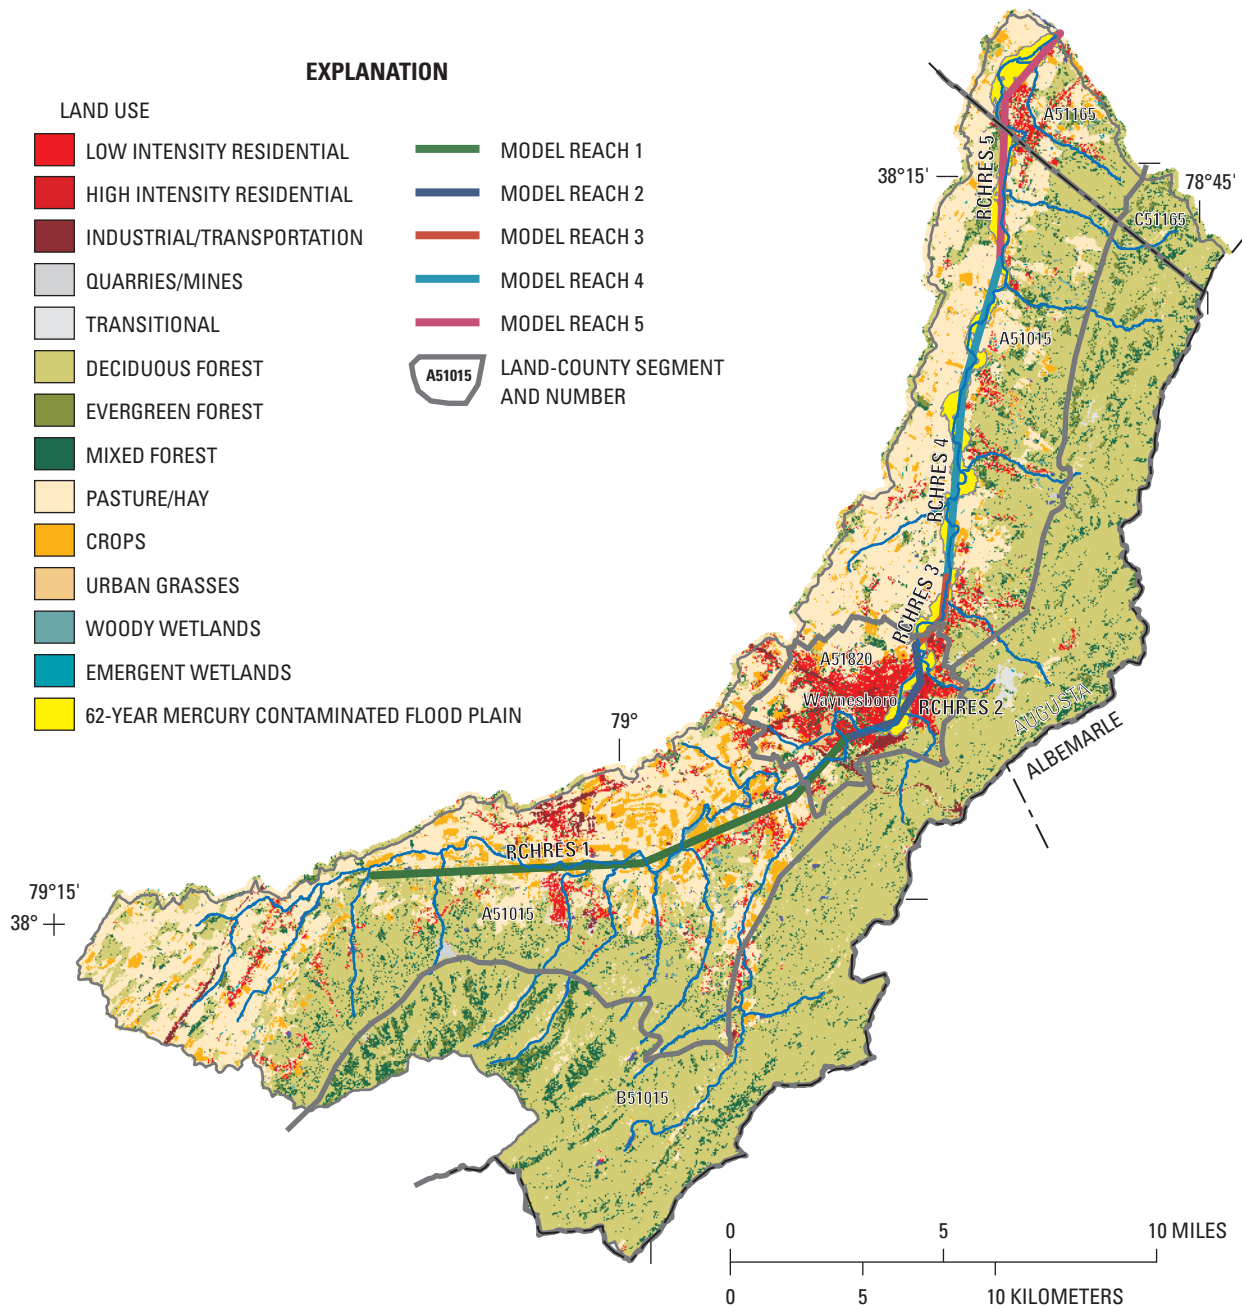 EXPLANATION
LAND USE
LOW INTENSITY RESIDENTIAL
HIGH INTENSITY RESIDENTIAL
INDUSTRIAL/TRANSPORTATION
QUARRIES/MINES
TRANSITIONAL
DECIDUOUS FOREST
EVERGREEN FOREST
MIXED FOREST
PASTURE/HAY
CROPS
URBAN GRASSES
WOODY WETLANDS
EMERGENT WETLANDS
62-YEAR MERCURY CONTAMINATED FLOOD PLAIN
MODEL REACH 1
MODEL REACH 2
MODEL REACH 3
MODEL REACH 4
MODEL REACH 5
A51015
LAND-COUNTY SEGMENT
AND NUMBER
A51165
38°15'
78°45'
RCHRES 5
C51165
A51015
RCHRES 4
RCHRES 3
A51820
Waynesboro
RCHRES 2
AUGUSTA
ALBEMARLE
79°
RCHRES 1
79°15'
38°
A51015
B51015
0 5 10 MILES
0 5 10 KILOMETERS